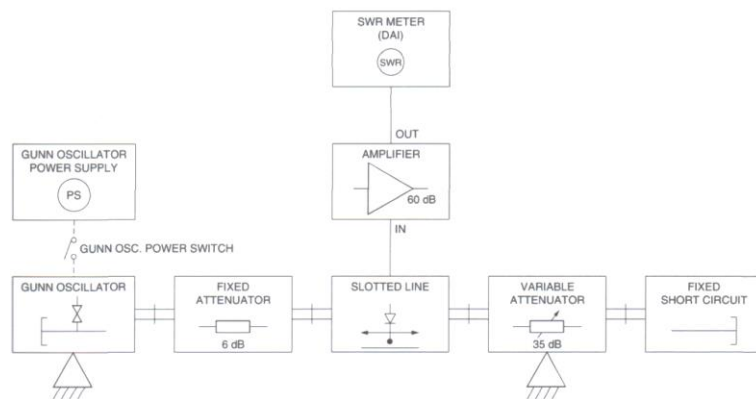 SWR METER
(DAI)
SWR
OUT
GUNN OSCILLATOR
POWER SUPPLY
PS
AMPLIFIER
60 dB
IN
GUNN OSC. POWER SWITCH
GUNN OSCILLATOR
FIXED
ATTENUATOR
6 dB
SLOTTED LINE
VARIABLE
ATTENUATOR
35 dB
FIXED
SHORT CIRCUIT